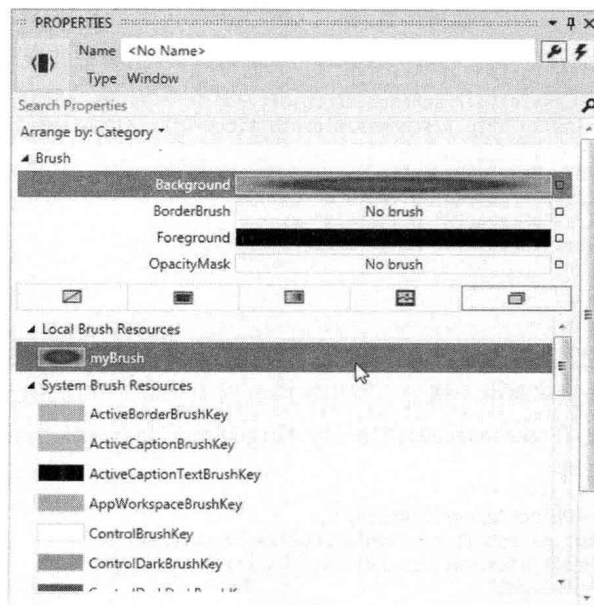 PROPERTIES
Name <No Name>
Type Window
Search Properties
Arrange by: Category
Brush
Background
BorderBrush No brush
Foreground
OpacityMask No brush
Local Brush Resources
myBrush
System Brush Resources
ActiveBorderBrushKey
ActiveCaptionBrushKey
ActiveCaptionTextBrushKey
AppWorkspaceBrushKey
ControlBrushKey
ControlDarkBrushKey